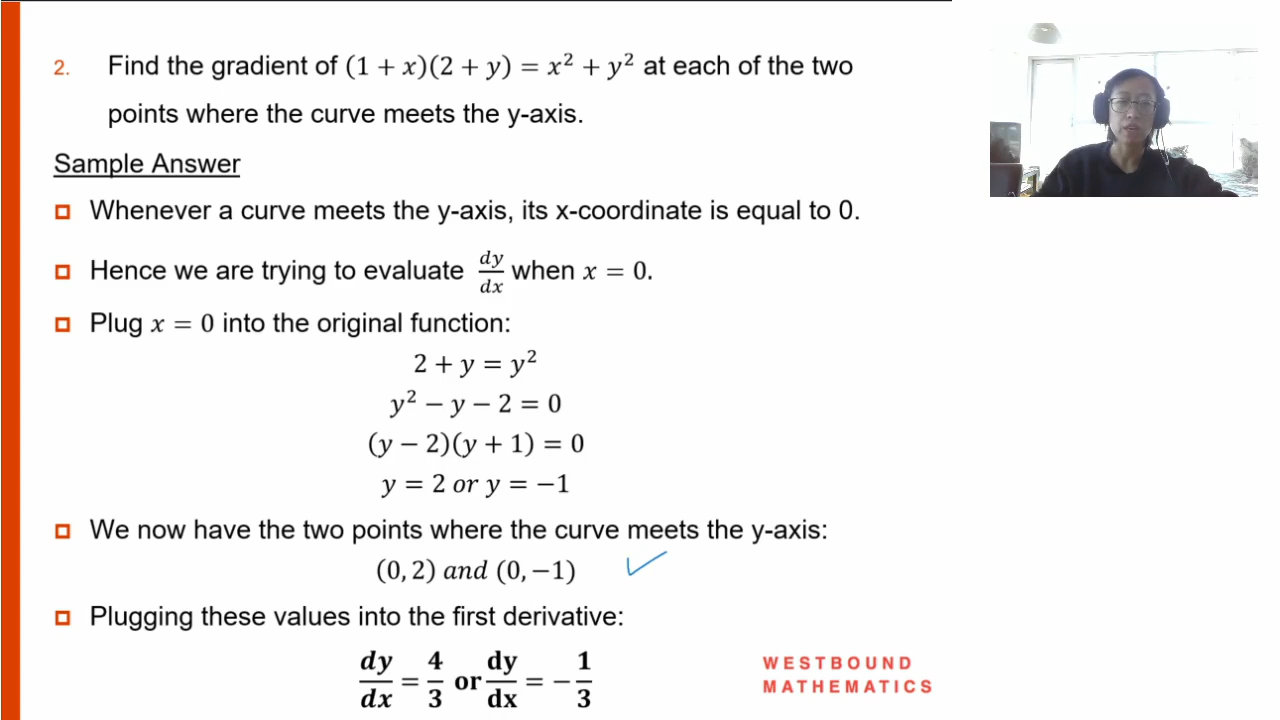 2. Find the gradient of (1 + x)(2 + y) = x² + y² at each of the two
points where the curve meets the y-axis.
Sample Answer
Whenever a curve meets the y-axis, its x-coordinate is equal to 0.
Hence we are trying to evaluate dy/dx when x = 0.
Plug x = 0 into the original function:
2 + y = y²
y² − y − 2 = 0
(y − 2)(y + 1) = 0
y = 2 or y = −1
We now have the two points where the curve meets the y-axis:
(0, 2) and (0, −1)
Plugging these values into the first derivative:
dy/dx = 4/3 or dy/dx = −1/3
WESTBOUND
MATHEMATICS